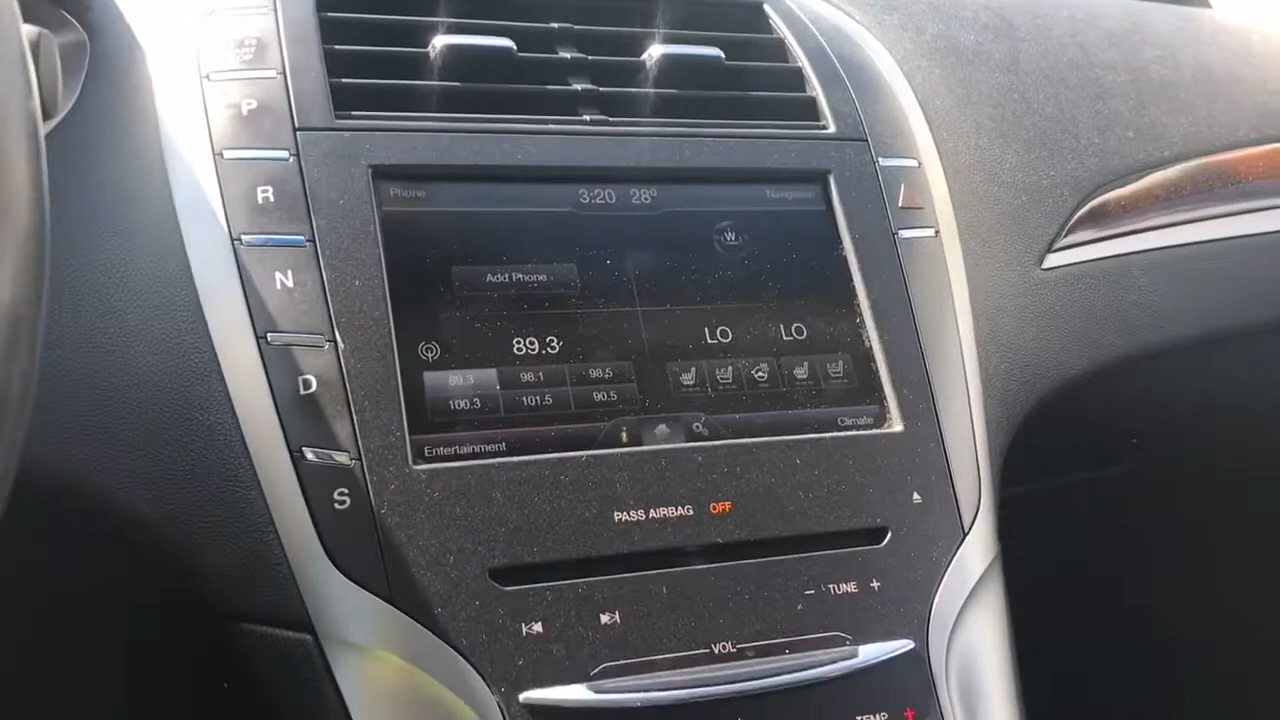 P
R
N
D
S
Phone 3:20 28° Navigation
W
Add Phone
89.3 LO LO
89.3 98.1 98.5
100.3 101.5 90.5
Entertainment Climate
PASS AIRBAG OFF
- TUNE +
VOL
TEMP +